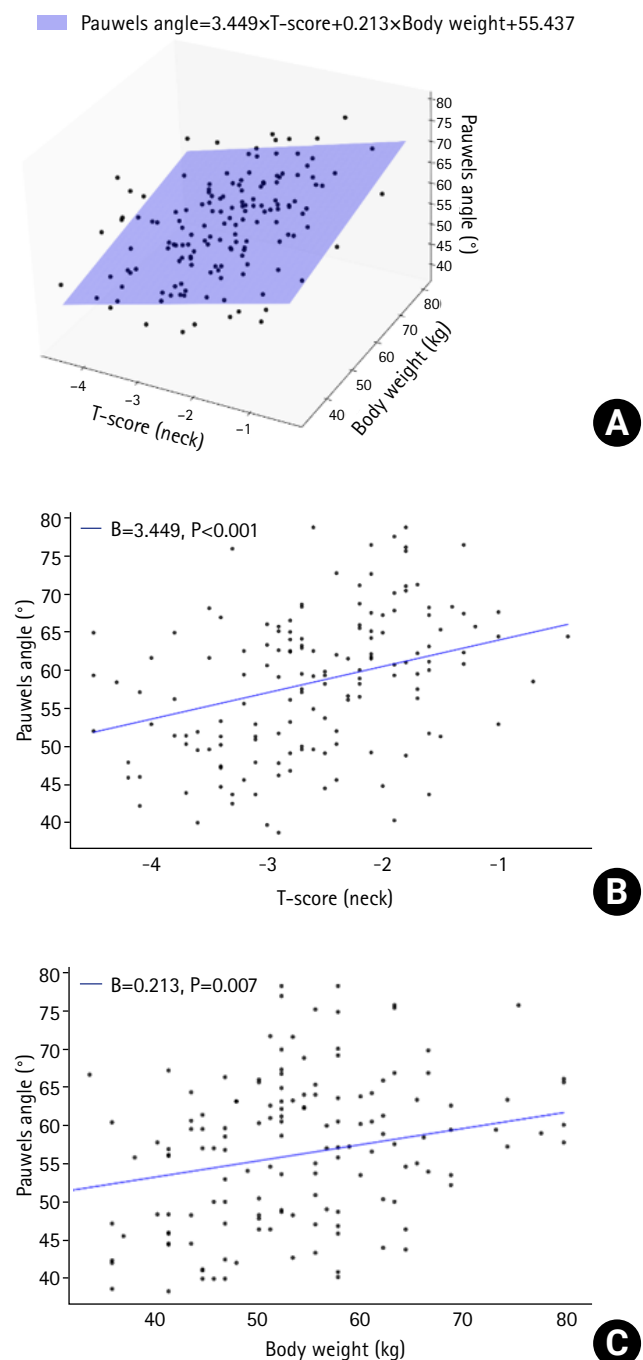 Pauwels angle=3.449×T-score+0.213×Body weight+55.437
80
75
70
65
60
55
50
45
40
Pauwels angle (°)
80
70
60
50
40
Body weight (kg)
-4
-3
-2
-1
T-score (neck)
A
80
75
70
65
60
55
50
45
40
Pauwels angle (°)
B=3.449, P<0.001
-4 -3 -2 -1
T-score (neck)
B
80
75
70
65
60
55
50
45
40
Pauwels angle (°)
B=0.213, P=0.007
40 50 60 70 80
Body weight (kg)
C